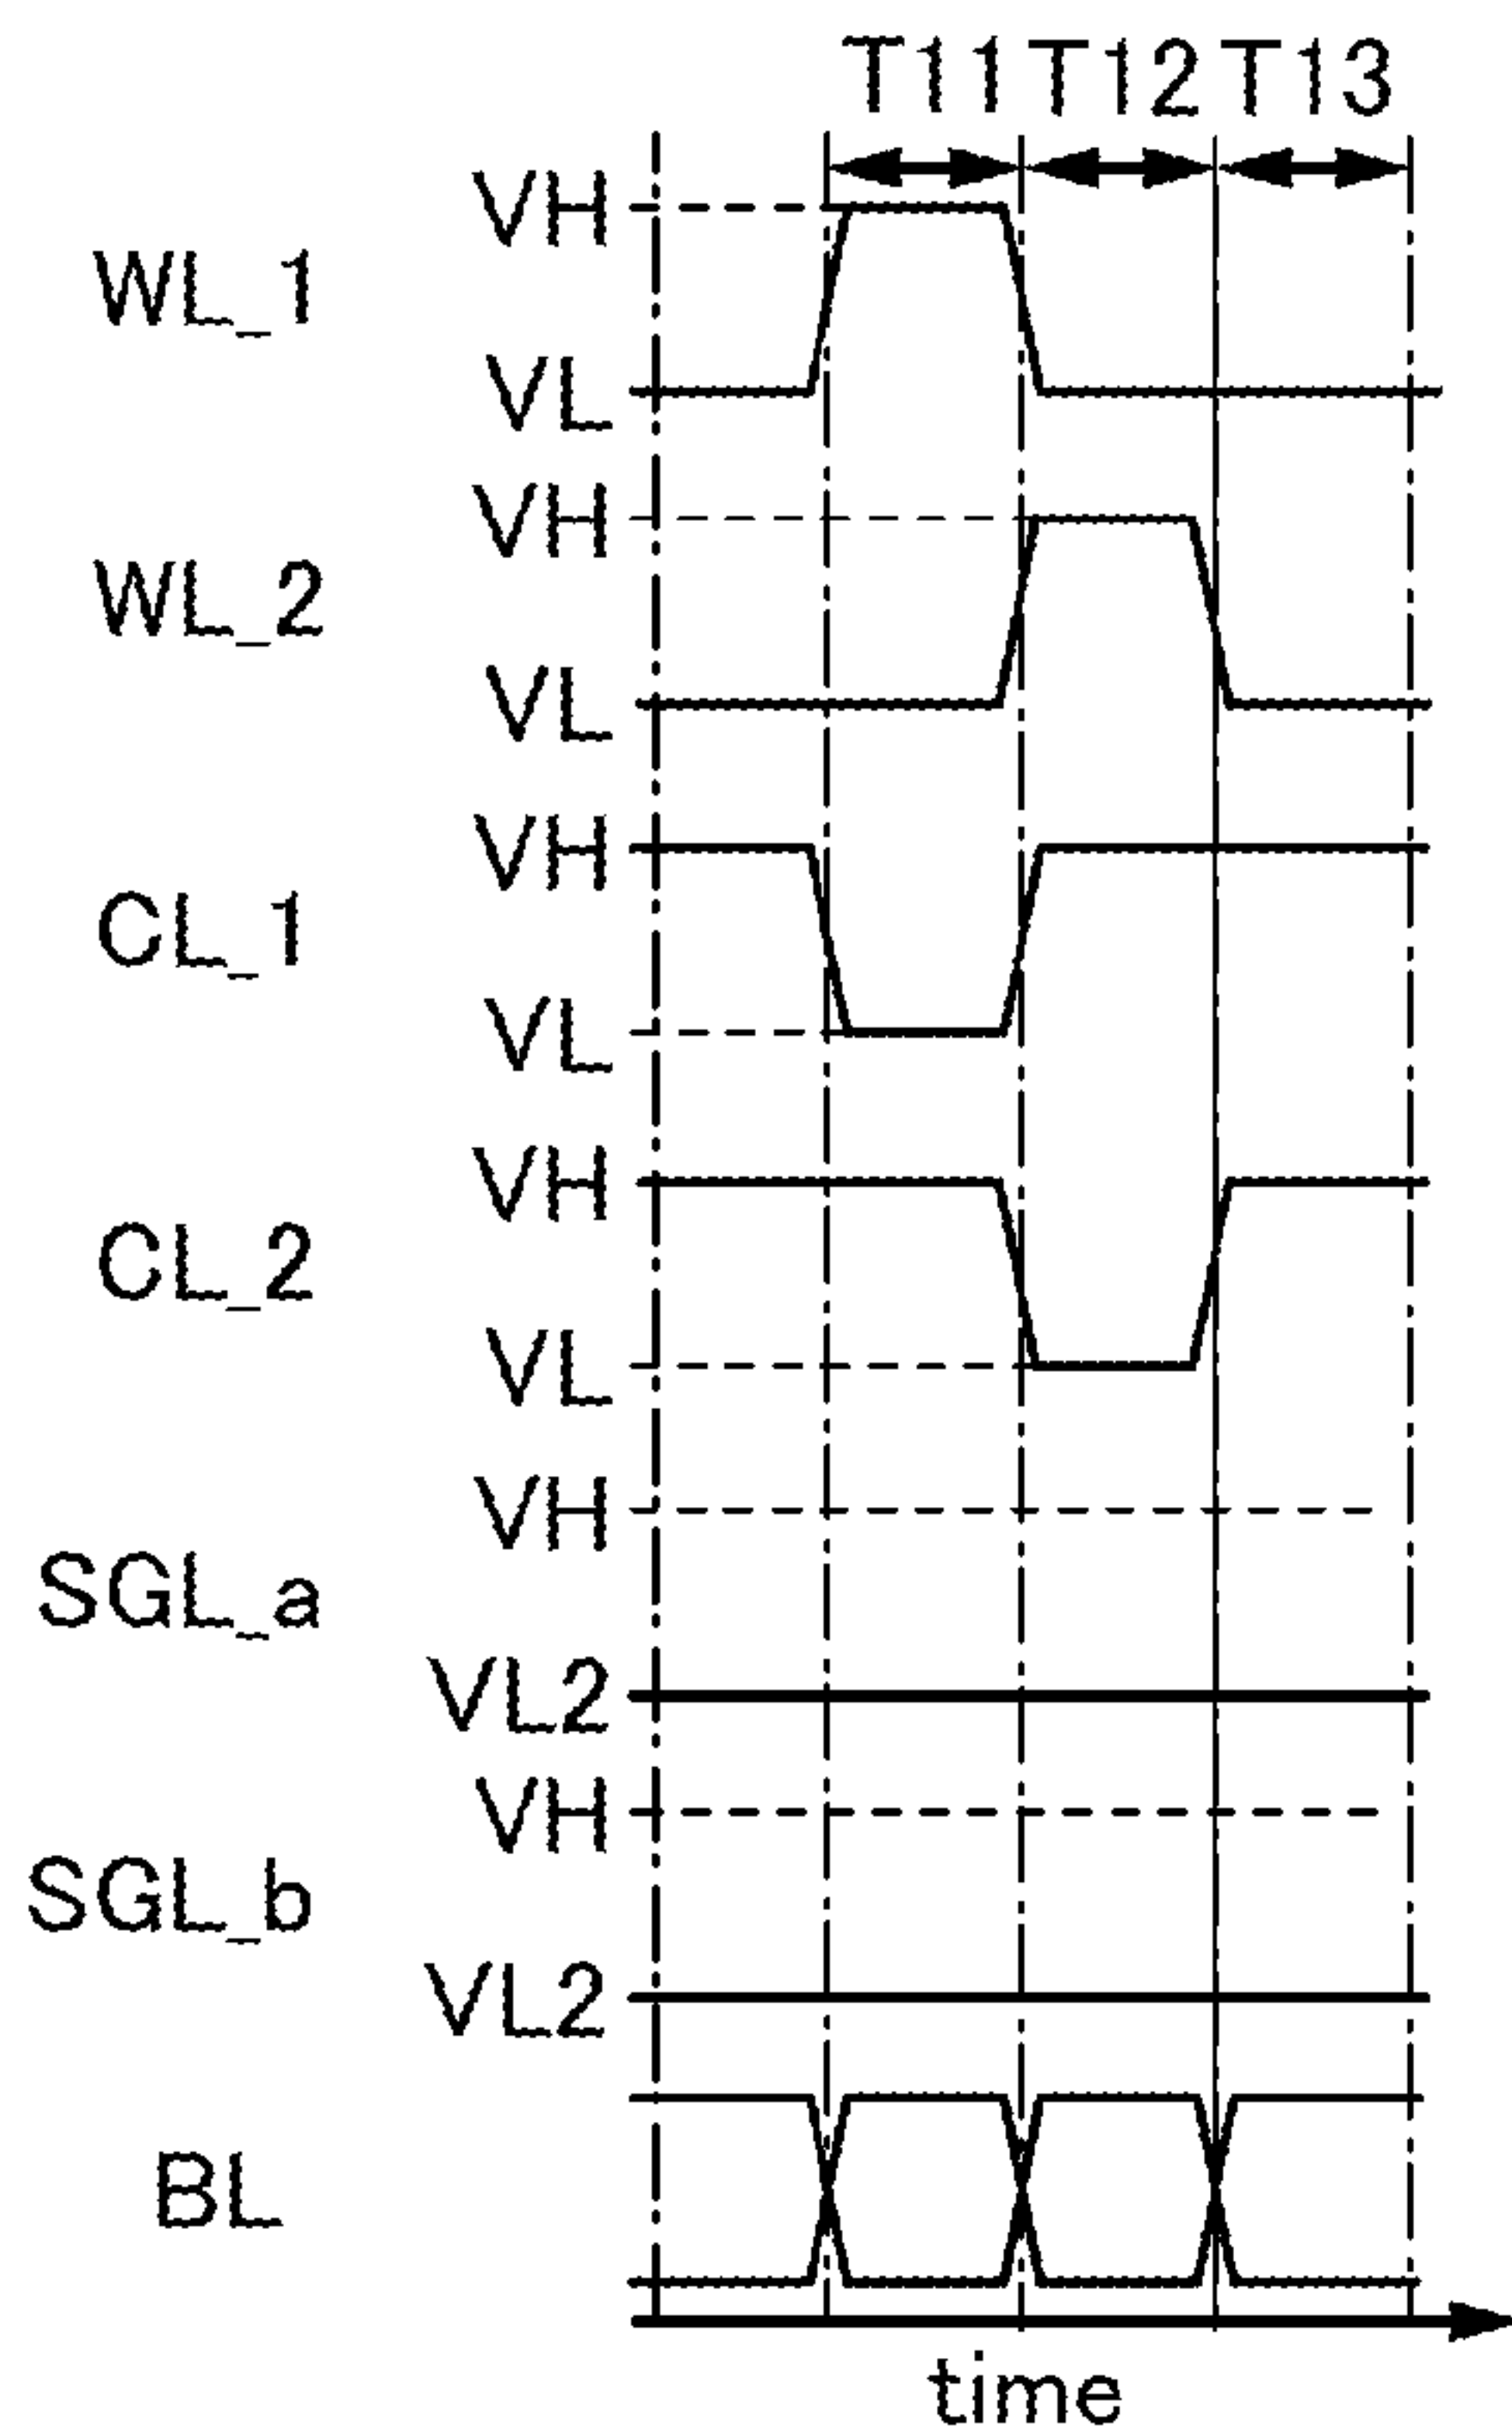 T11 T12 T13
VH
WL_1
VL
VH
WL_2
VL
VH
CL_1
VL
VH
CL_2
VL
VH
SGL_a
VL2
VH
SGL_b
VL2
BL
time